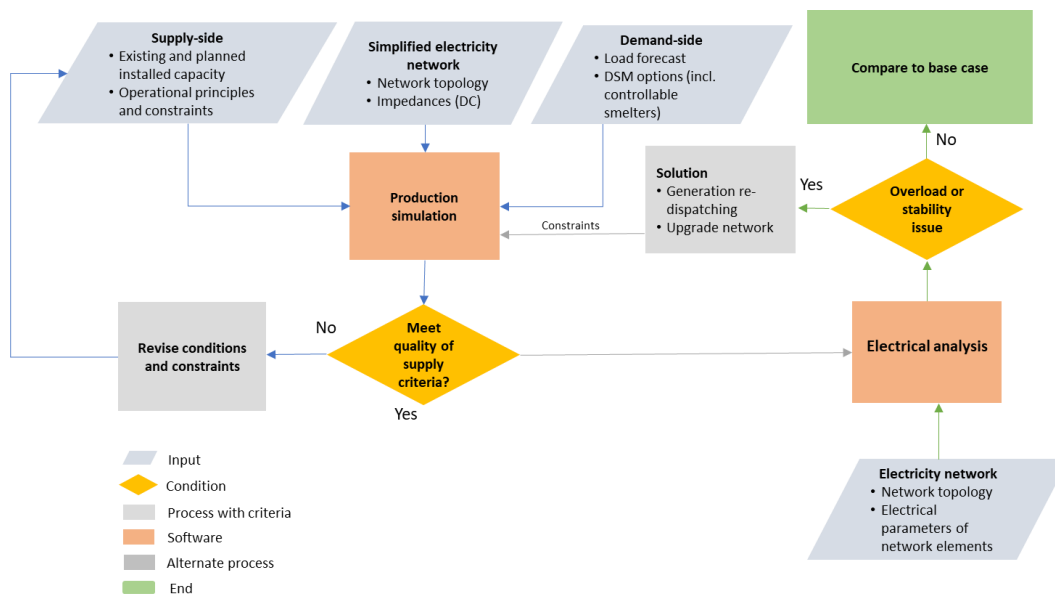 Supply-side
• Existing and planned
installed capacity
• Operational principles
and constraints
Simplified electricity
network
• Network topology
• Impedances (DC)
Demand-side
• Load forecast
• DSM options (incl.
controllable
smelters)
Compare to base case
No
Production
simulation
Solution
• Generation re-
dispatching
• Upgrade network
Yes
Overload or
stability
issue
Constraints
Revise conditions
and constraints
No
Meet
quality of
supply
criteria?
Yes
Electrical analysis
Electricity network
• Network topology
• Electrical
parameters of
network elements
Input
Condition
Process with criteria
Software
Alternate process
End